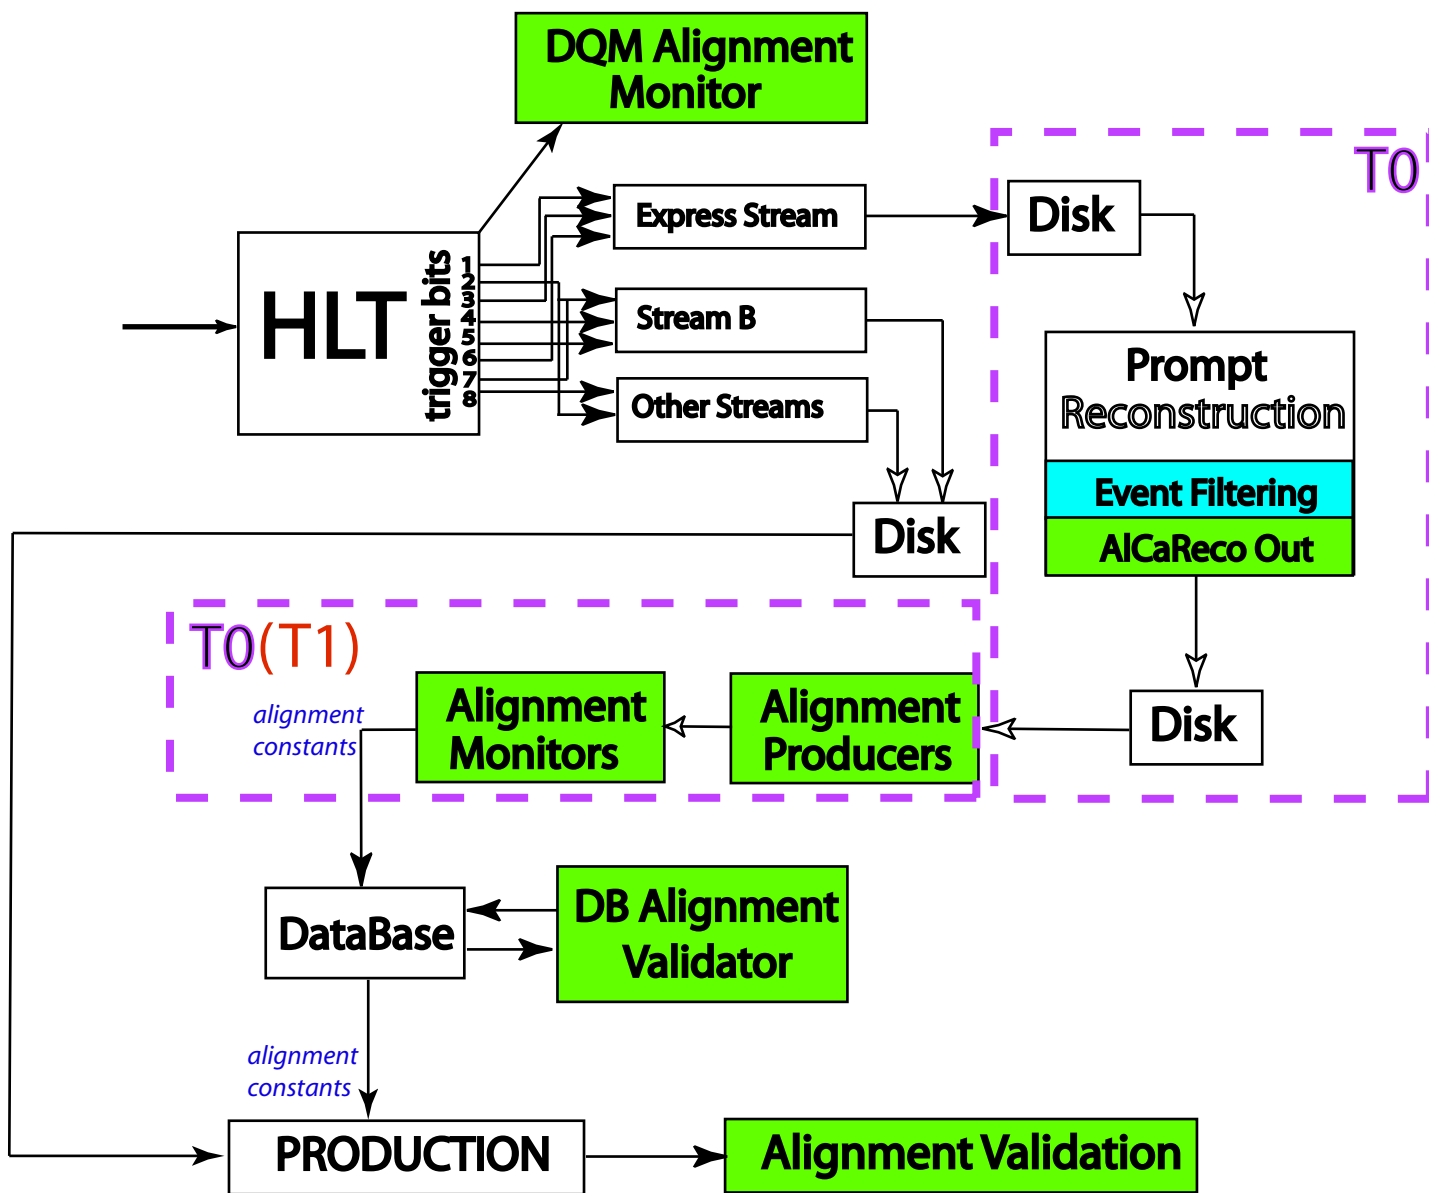 DQM Alignment
Monitor
T0
Disk
Express Stream
HLT
trigger bits
1
2
3
4
5
6
7
8
Stream B
Other Streams
Prompt
Reconstruction
Event Filtering
AlCaReco Out
Disk
T0(T1)
alignment
constants
Alignment
Monitors
Alignment
Producers
Disk
DataBase
DB Alignment
Validator
alignment
constants
PRODUCTION
Alignment Validation